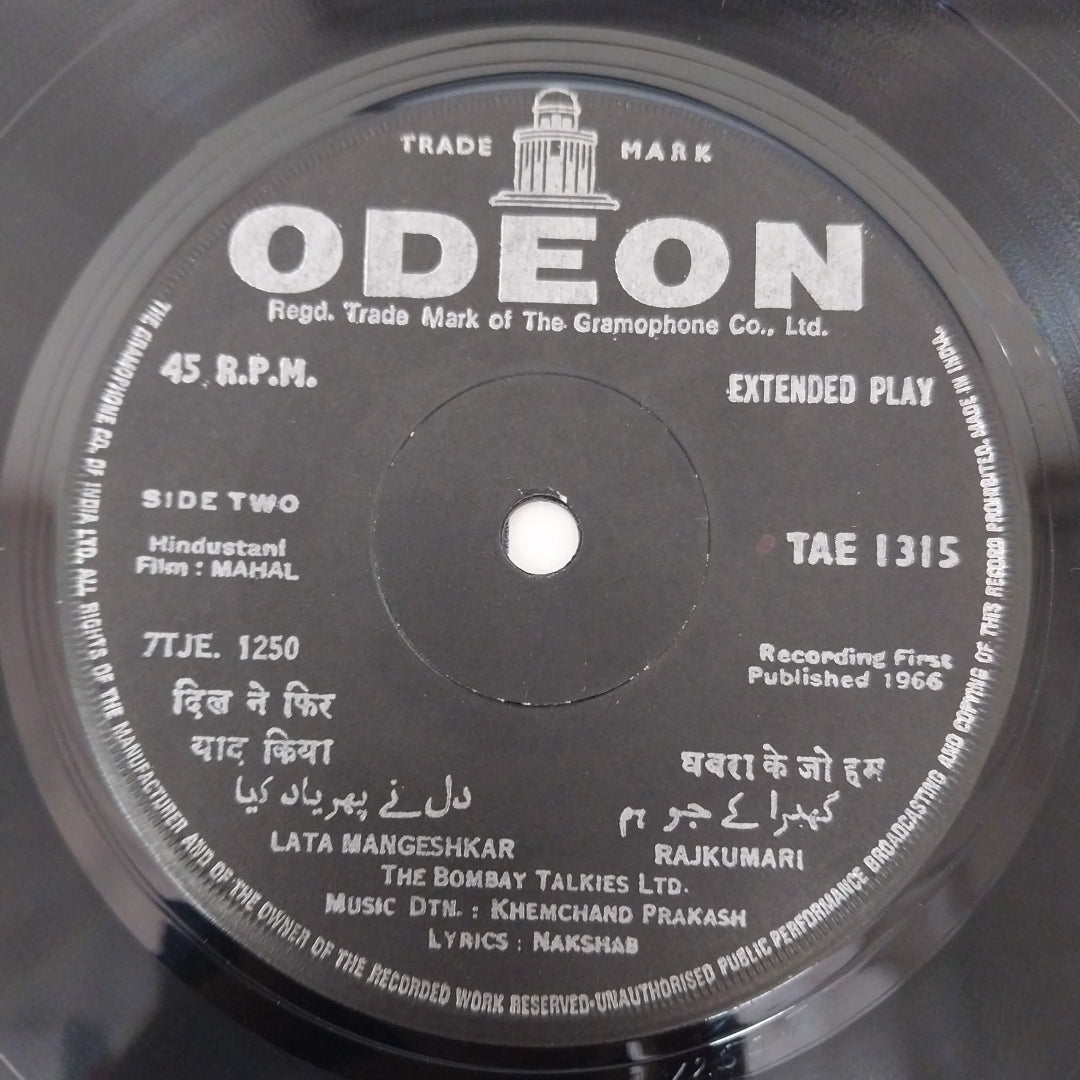 TRADE MARK
ODEON
Regd. Trade Mark of The Gramophone Co., Ltd.
45 R.P.M.
EXTENDED PLAY
SIDE TWO
Hindustani
Film : MAHAL
TAE 1315
7TJE. 1250
Recording First
Published 1966
दिल ने फिर
याद किया
دل نے پھر یاد کیا
LATA MANGESHKAR
घबरा के जो हम
گھبرا کے جو ہم
RAJKUMARI
THE BOMBAY TALKIES LTD.
MUSIC DTN. : KHEMCHAND PRAKASH
LYRICS : NAKSHAB
THE GRAMOPHONE CO. OF INDIA LTD. ALL RIGHTS OF THE MANUFACTURER AND OF THE OWNER OF THE RECORDED WORK RESERVED·UNAUTHORISED PUBLIC PERFORMANCE BROADCASTING AND COPYING OF THIS RECORD PROHIBITED. MADE IN INDIA.